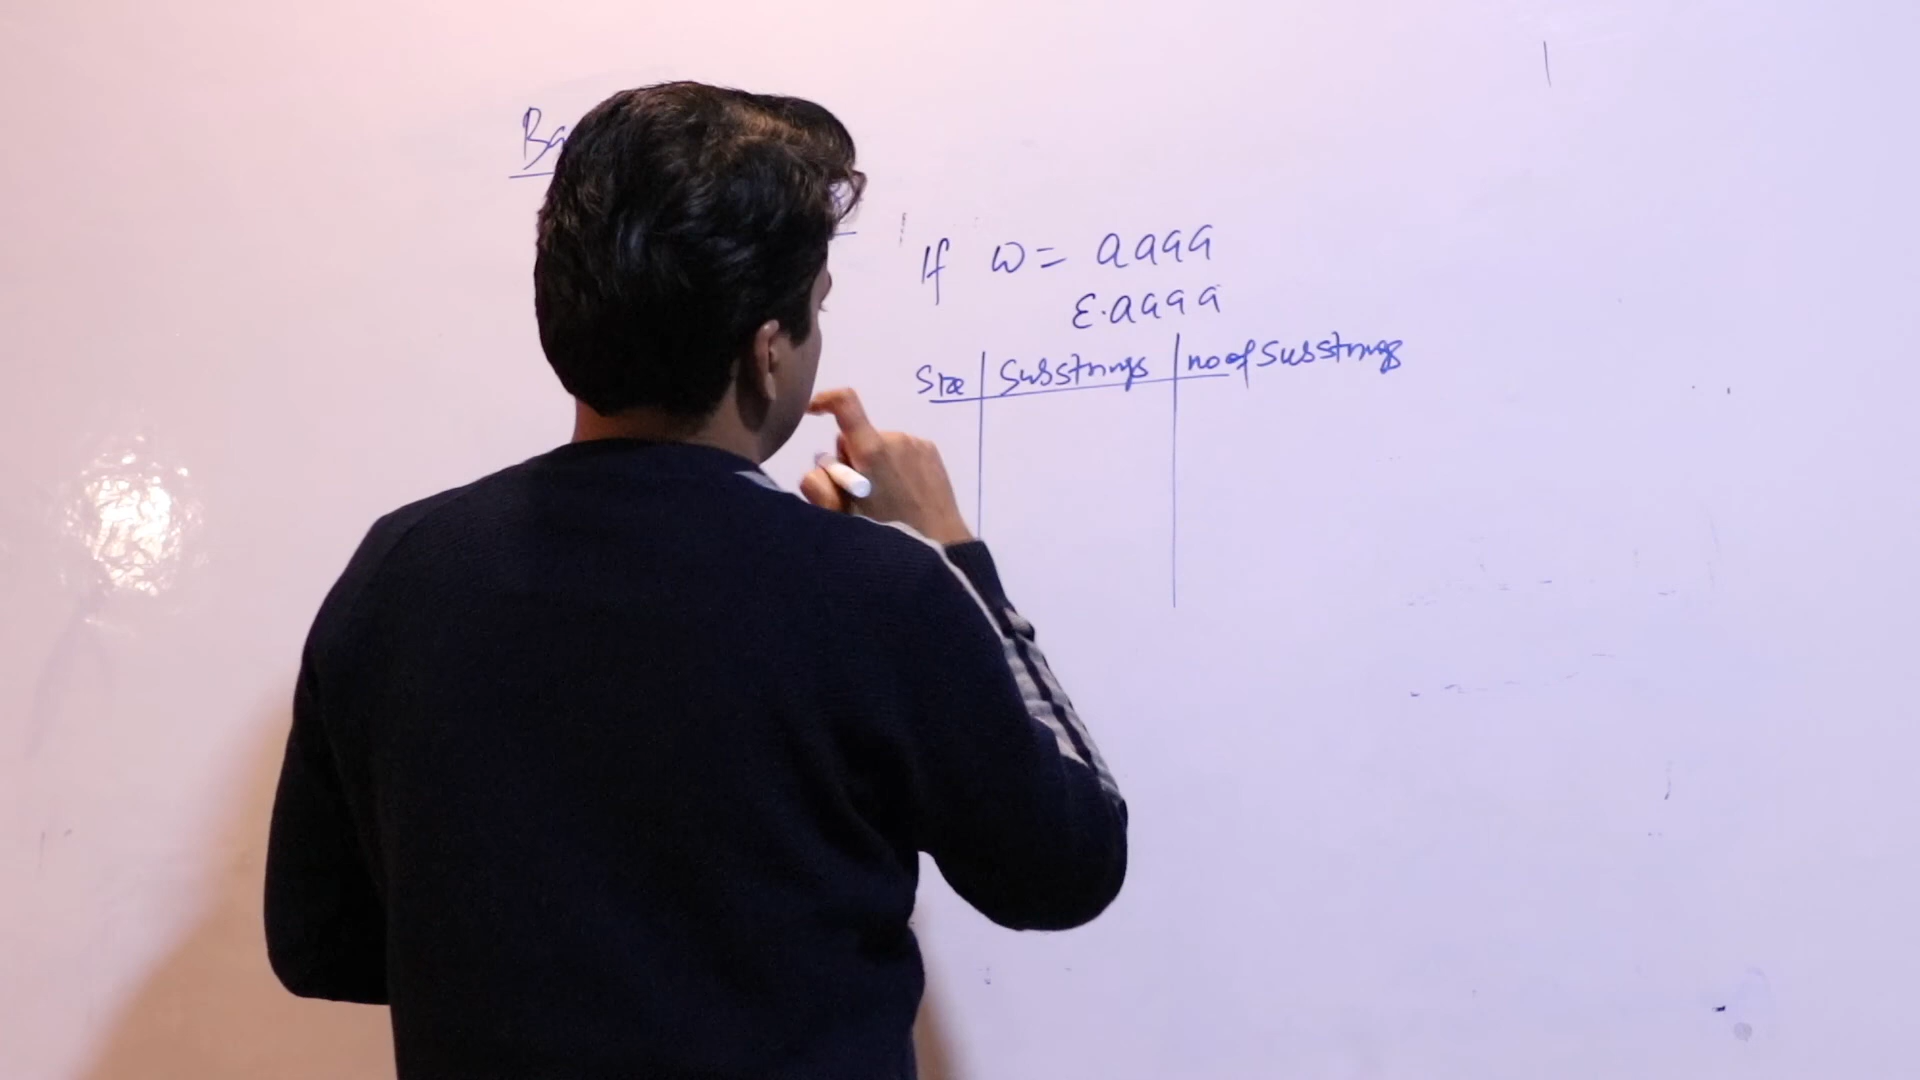 If w = aaaa
ε.aaaa
Size Substrings no of substrings